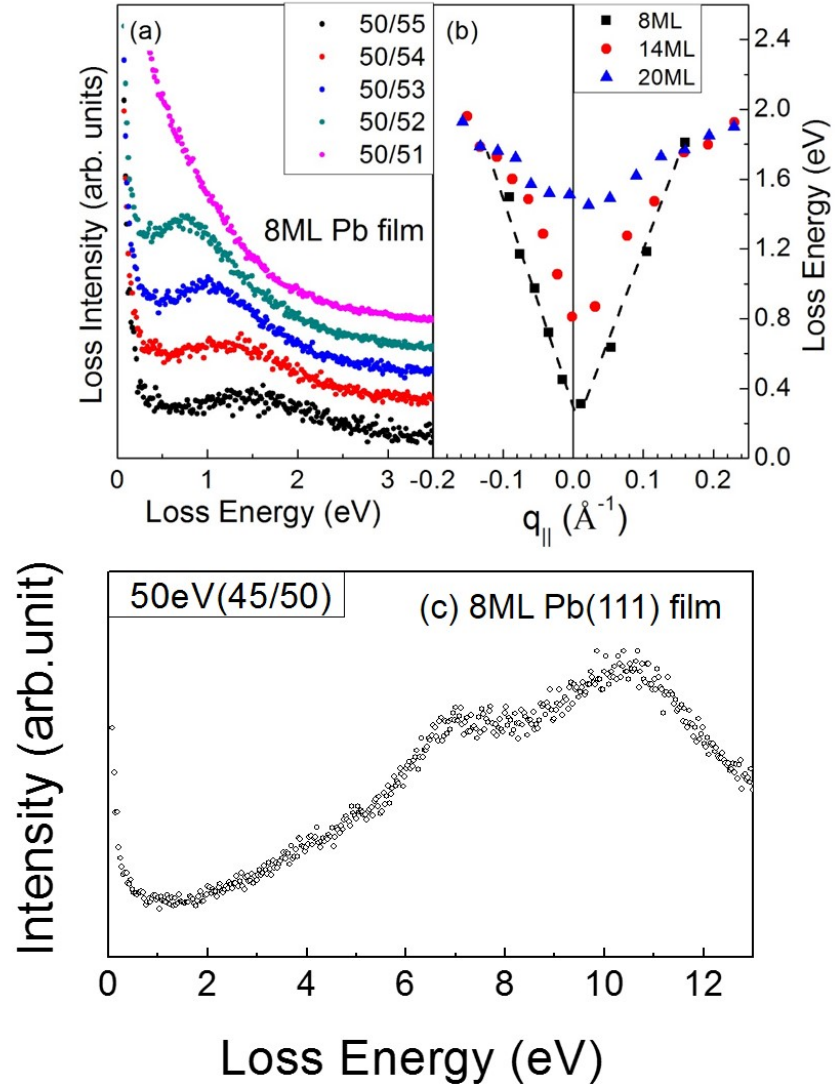 (a)
50/55
50/54
50/53
50/52
50/51
8ML Pb film
Loss Intensity (arb. units)
0 1 2 3
Loss Energy (eV)
(b)
8ML
14ML
20ML
2.4
2.0
1.6
1.2
0.8
0.4
0.0
Loss Energy (eV)
-0.2 -0.1 0.0 0.1 0.2
q|| (Å-1)
50eV(45/50)
(c) 8ML Pb(111) film
Intensity (arb.unit)
0 2 4 6 8 10 12
Loss Energy (eV)